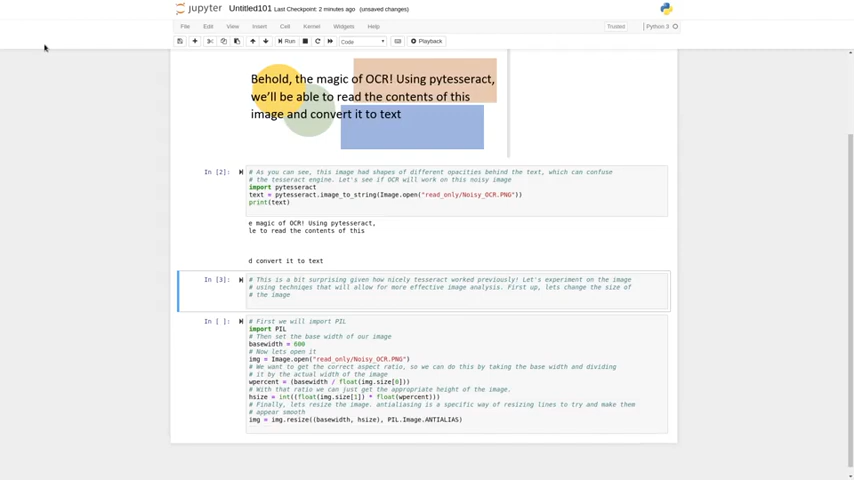 jupyter Untitled101 Last Checkpoint: 2 minutes ago (unsaved changes)
File Edit View Insert Cell Kernel Widgets Help Trusted Python 3
Run Code Playback
Behold, the magic of OCR! Using pytesseract,
we'll be able to read the contents of this
image and convert it to text
In [2]:
# As you can see, this image had shapes of different opacities behind the text, which can confuse
# the tesseract engine. Let's see if OCR will work on this noisy image
import pytesseract
text = pytesseract.image_to_string(Image.open("read_only/Noisy_OCR.PNG"))
print(text)
e magic of OCR! Using pytesseract,
le to read the contents of this
d convert it to text
In [3]:
# This is a bit surprising given how nicely tesseract worked previously! Let's experiment on the image
# using techniqes that will allow for more effective image analysis. First up, lets change the size of
# the image
In [ ]:
# First we will import PIL
import PIL
# Then set the base width of our image
basewidth = 600
# Now lets open it
img = Image.open("read_only/Noisy_OCR.PNG")
# We want to get the correct aspect ratio, so we can do this by taking the base width and dividing
# it by the actual width of the image
wpercent = (basewidth / float(img.size[0]))
# With that ratio we can just get the appropriate height of the image.
hsize = int((float(img.size[1]) * float(wpercent)))
# Finally, lets resize the image. antialiasing is a specific way of resizing lines to try and make them
# appear smooth
img = img.resize((basewidth, hsize), PIL.Image.ANTIALIAS)